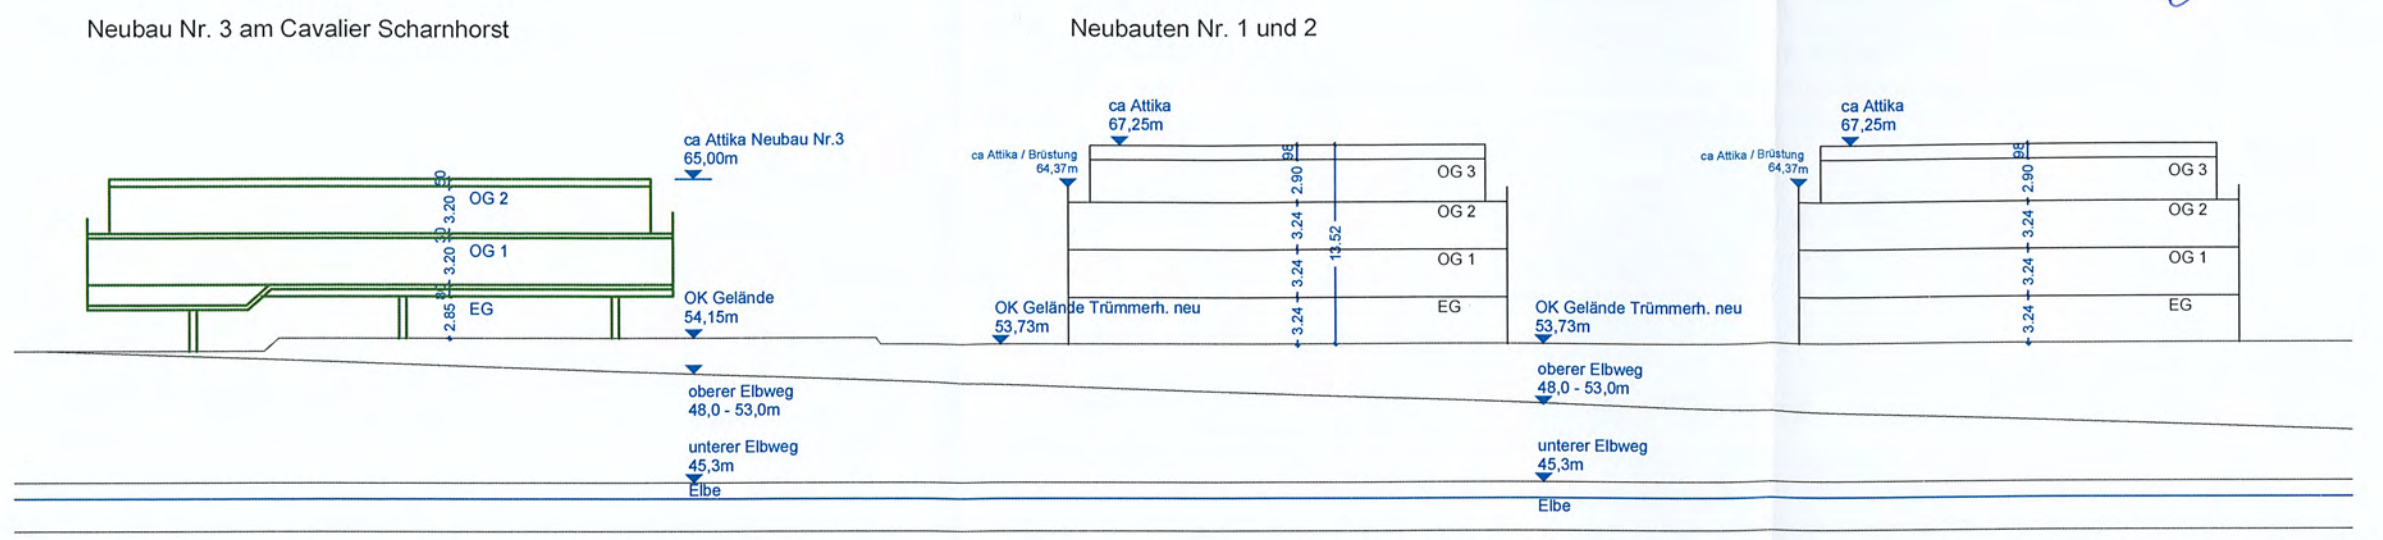 Neubau Nr. 3 am Cavalier Scharnhorst
Neubauten Nr. 1 und 2
ca Attika Neubau Nr.3
65,00m
OG 2
OG 1
EG
3.20
3.20
2.85
OK Gelände
54,15m
oberer Elbweg
48,0 - 53,0m
unterer Elbweg
45,3m
Elbe
ca Attika
67,25m
ca Attika / Brüstung
64,37m
98
2.90
3.24
3.24
3.24
13.52
OG 3
OG 2
OG 1
EG
OK Gelände Trümmerh. neu
53,73m
OK Gelände Trümmerh. neu
53,73m
oberer Elbweg
48,0 - 53,0m
unterer Elbweg
45,3m
Elbe
ca Attika
67,25m
ca Attika / Brüstung
64,37m
98
2.90
3.24
3.24
3.24
OG 3
OG 2
OG 1
EG